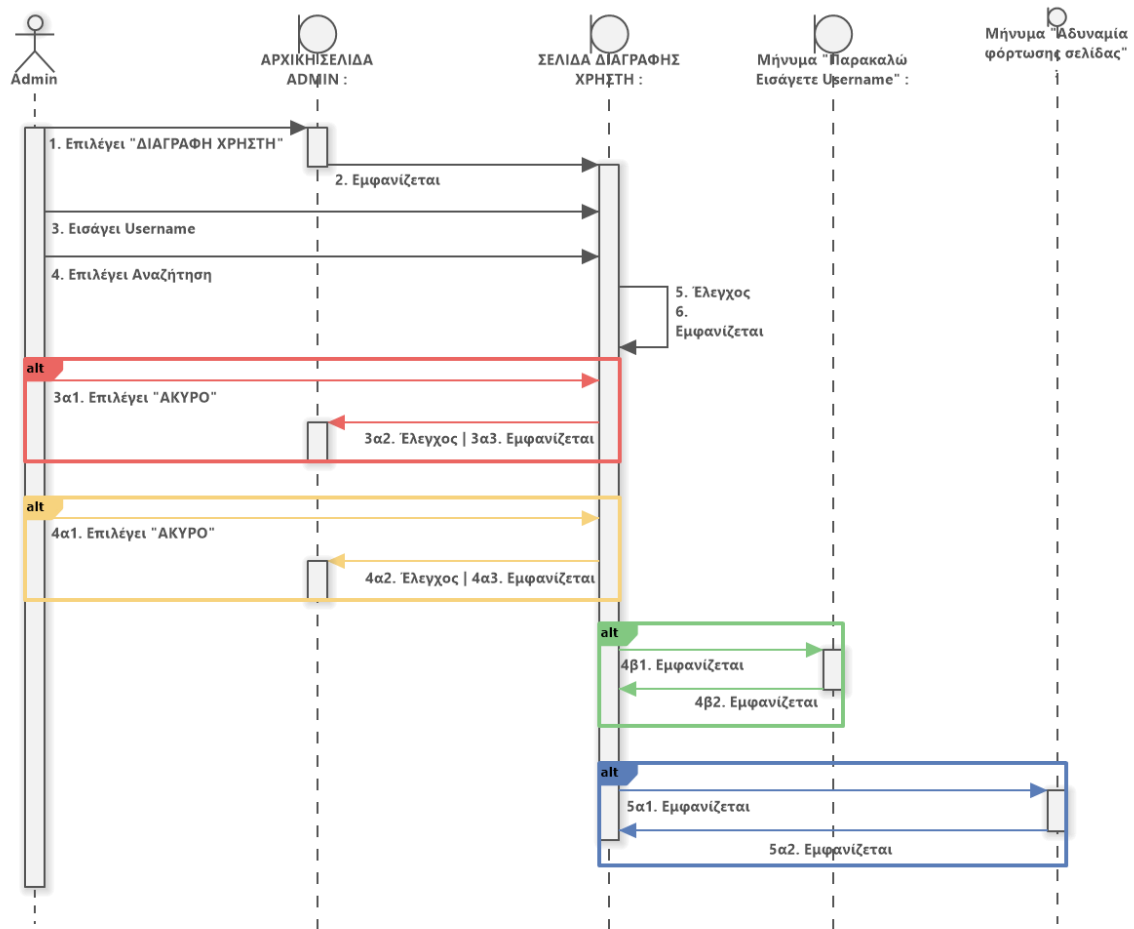 Admin
ΑΡΧΙΚΗ ΣΕΛΙΔΑ
ADMIN :
ΣΕΛΙΔΑ ΔΙΑΓΡΑΦΗΣ
ΧΡΗΣΤΗ :
Μήνυμα "Παρακαλώ
Εισάγετε Username" :
Μήνυμα "Αδυναμία
φόρτωσης σελίδας"
:
1. Επιλέγει "ΔΙΑΓΡΑΦΗ ΧΡΗΣΤΗ"
2. Εμφανίζεται
3. Εισάγει Username
4. Επιλέγει Αναζήτηση
5. Έλεγχος
6.
Εμφανίζεται
alt
3α1. Επιλέγει "ΑΚΥΡΟ"
3α2. Έλεγχος | 3α3. Εμφανίζεται
alt
4α1. Επιλέγει "ΑΚΥΡΟ"
4α2. Έλεγχος | 4α3. Εμφανίζεται
alt
4β1. Εμφανίζεται
4β2. Εμφανίζεται
alt
5α1. Εμφανίζεται
5α2. Εμφανίζεται